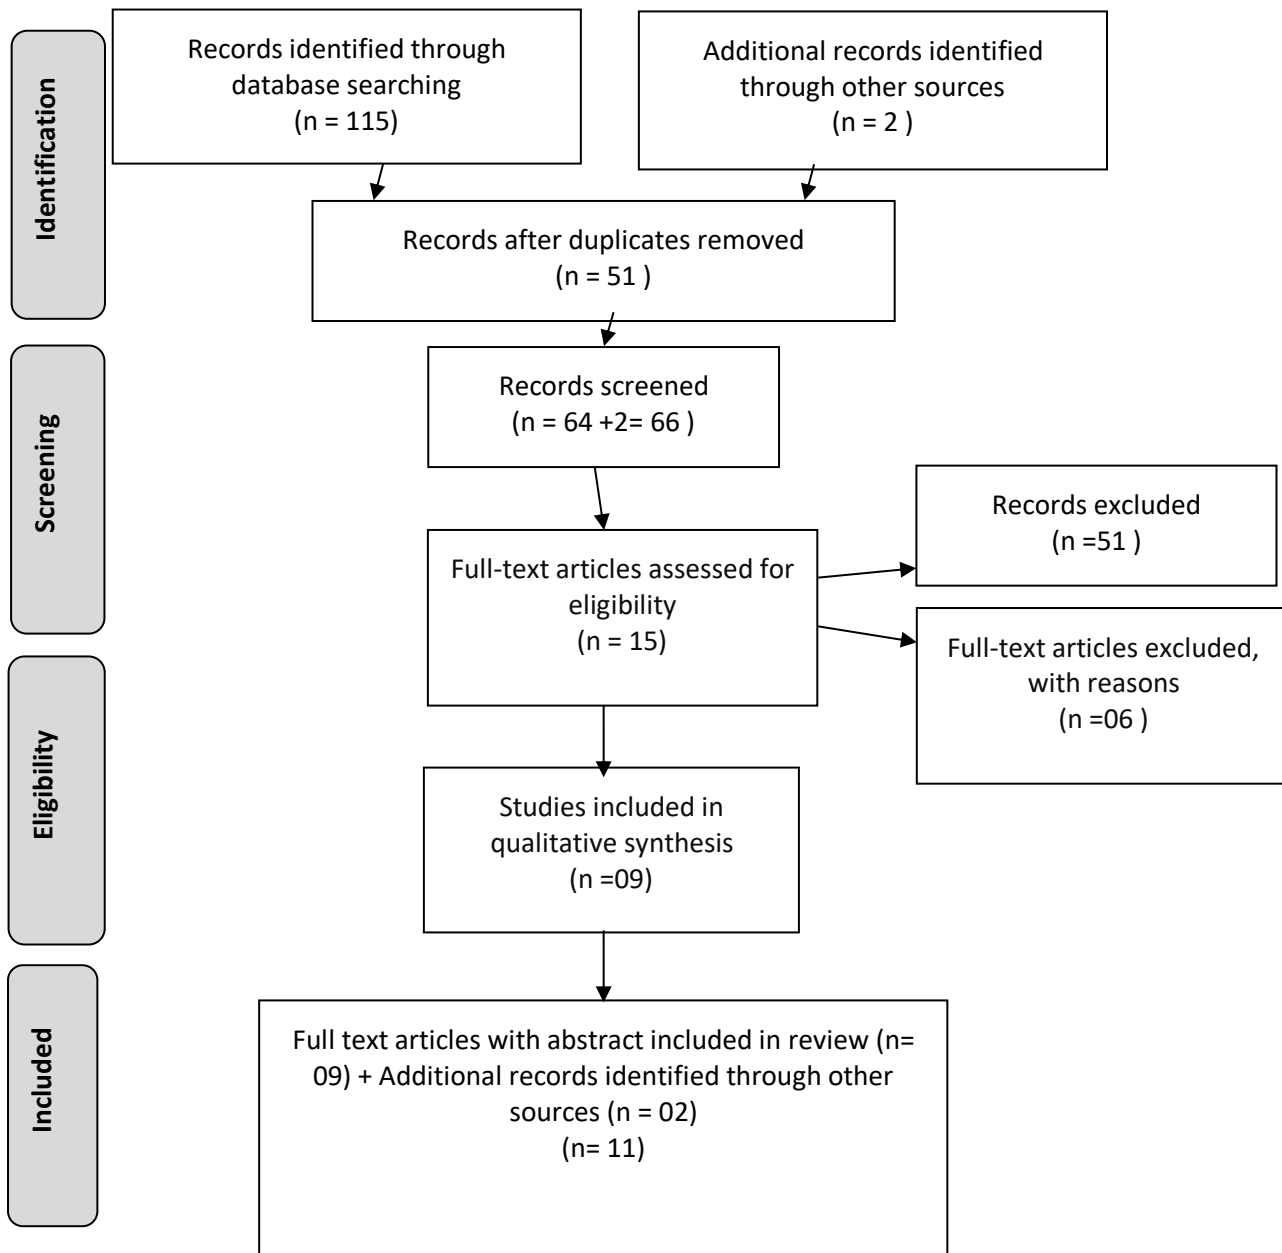 Identification
Records identified through
database searching
(n = 115)
Additional records identified
through other sources
(n = 2 )
Records after duplicates removed
(n = 51 )
Screening
Records screened
(n = 64 +2= 66 )
Records excluded
(n =51 )
Full-text articles assessed for
eligibility
(n = 15)
Full-text articles excluded,
with reasons
(n =06 )
Eligibility
Studies included in
qualitative synthesis
(n =09)
Included
Full text articles with abstract included in review (n=
09) + Additional records identified through other
sources (n = 02)
(n= 11)